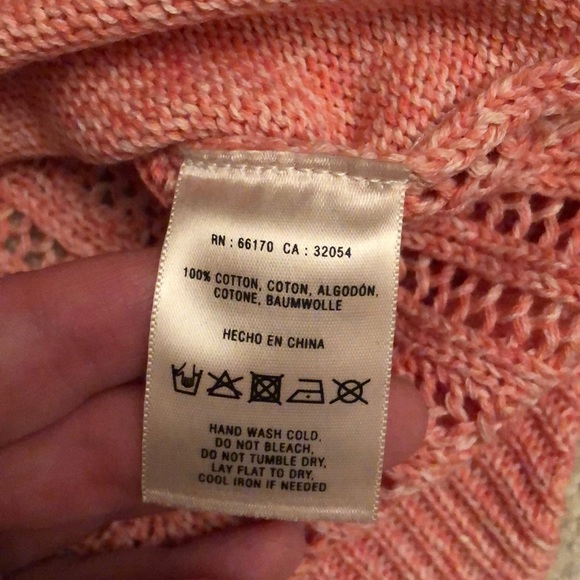 RN : 66170 CA : 32054
100% COTTON, COTON, ALGODÓN,
COTONE, BAUMWOLLE
HECHO EN CHINA
HAND WASH COLD,
DO NOT BLEACH,
DO NOT TUMBLE DRY,
LAY FLAT TO DRY,
COOL IRON IF NEEDED